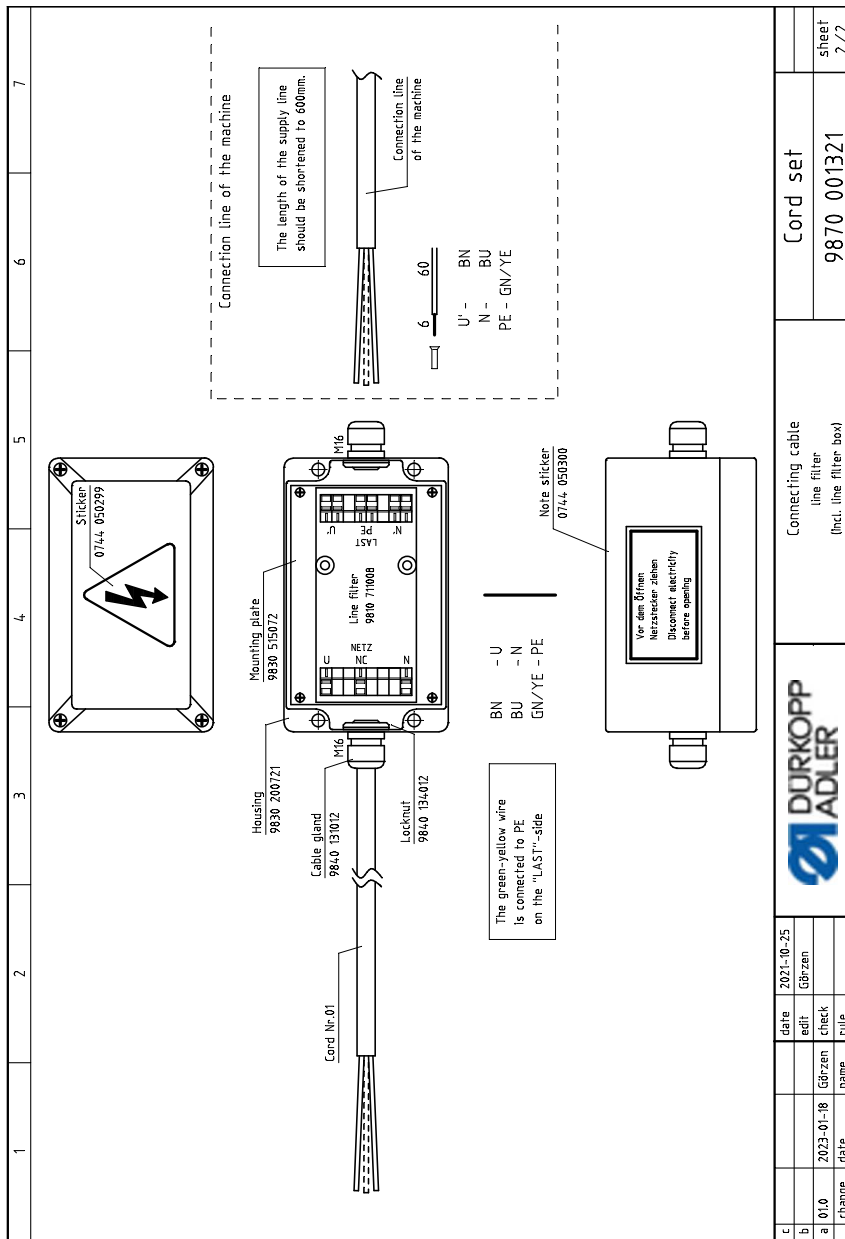 1
2
3
4
5
6
7
Sticker
0744 050299
Housing
9830 200721
Mounting plate
9830 515072
Cable gland
9840 131012
Locknut
9840 134012
Cord Nr.01
M16
M16
NETZ
U
NC
N
Line filter
9810 711008
LAST
U'
PE
N'
Connection line of the machine
The length of the supply line
should be shortened to 600mm.
Connection line
of the machine
6 60
U' - BN
N - BU
PE - GN/YE
BN - U
BU - N
GN/YE - PE
The green-yellow wire
is connected to PE
on the "LAST"-side
Note sticker
0744 050300
Vor dem Öffnen
Netzstecker ziehen
Disconnect electricity
before opening
c
b
a 01.0 2023-01-18 Görzen
change date name
date 2021-10-25
edit Görzen
check
rule
DÜRKOPP
ADLER
Connecting cable
line filter
(incl. line filter box)
Cord set
9870 001321
sheet
2/2